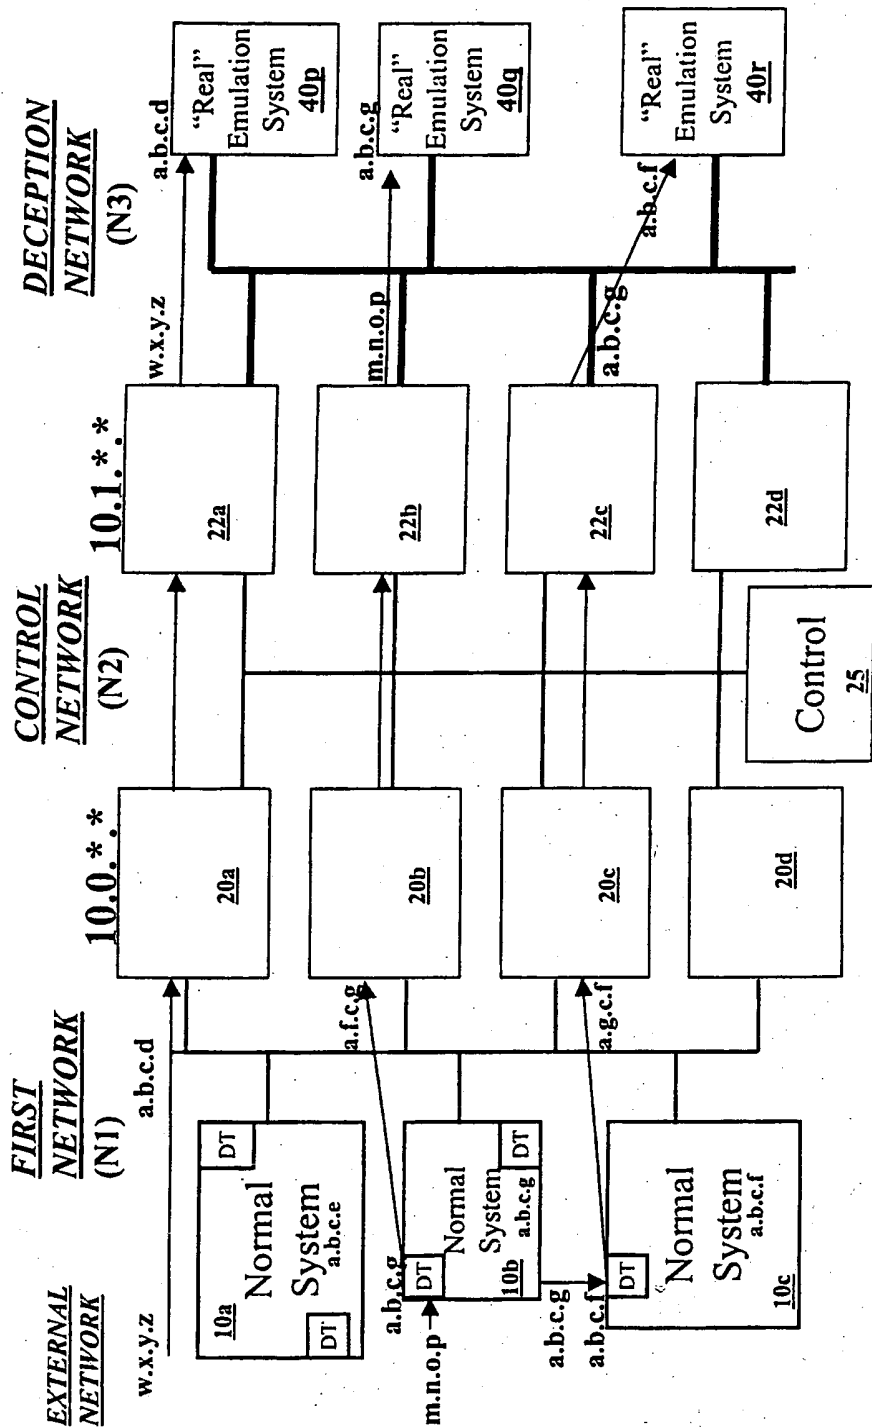 EXTERNAL
NETWORK
FIRST
NETWORK
(N1)
CONTROL
NETWORK
(N2)
DECEPTION
NETWORK
(N3)
10.0.*.*
10.1.*.*
w.x.y.z
a.b.c.d
w.x.y.z
a.b.c.d
10a
Normal
System
a.b.c.e
DT
DT
20a
22a
"Real"
Emulation
System
40p
m.n.o.p
a.b.c.g
DT
Normal
System
a.b.c.g
10b
DT
a.f.c.g
20b
22b
m.n.o.p
a.b.c.g
"Real"
Emulation
System
40q
a.b.c.g
a.b.c.f
DT
Normal
System
a.b.c.f
10c
a.g.c.f
20c
22c
a.b.c.g
a.b.c.f
"Real"
Emulation
System
40r
20d
22d
Control
25